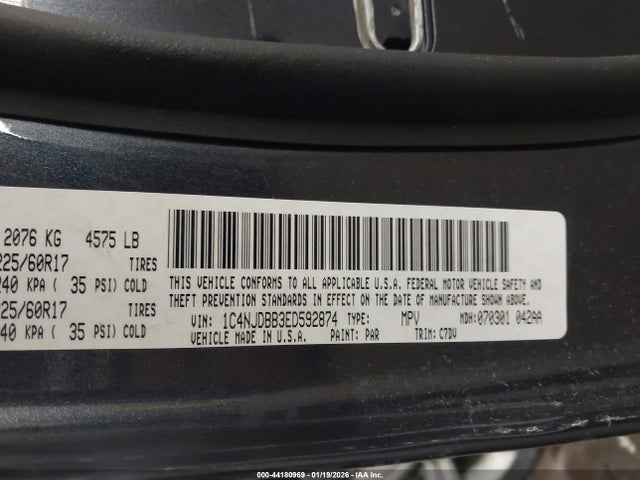 2076 KG 4575 LB
225/60R17 TIRES
240 KPA ( 35 PSI) COLD
225/60R17 TIRES
240 KPA ( 35 PSI) COLD
THIS VEHICLE CONFORMS TO ALL APPLICABLE U.S.A. FEDERAL MOTOR VEHICLE SAFETY AND
THEFT PREVENTION STANDARDS IN EFFECT ON THE DATE OF MANUFACTURE SHOWN ABOVE.
VIN: 1C4NJDBB3ED592874 TYPE: MPV MDH: 070301 042AA
VEHICLE MADE IN U.S.A. PAINT: PAR TRIM: C7DV
000-44180969 - 01/19/2026 - IAA Inc.